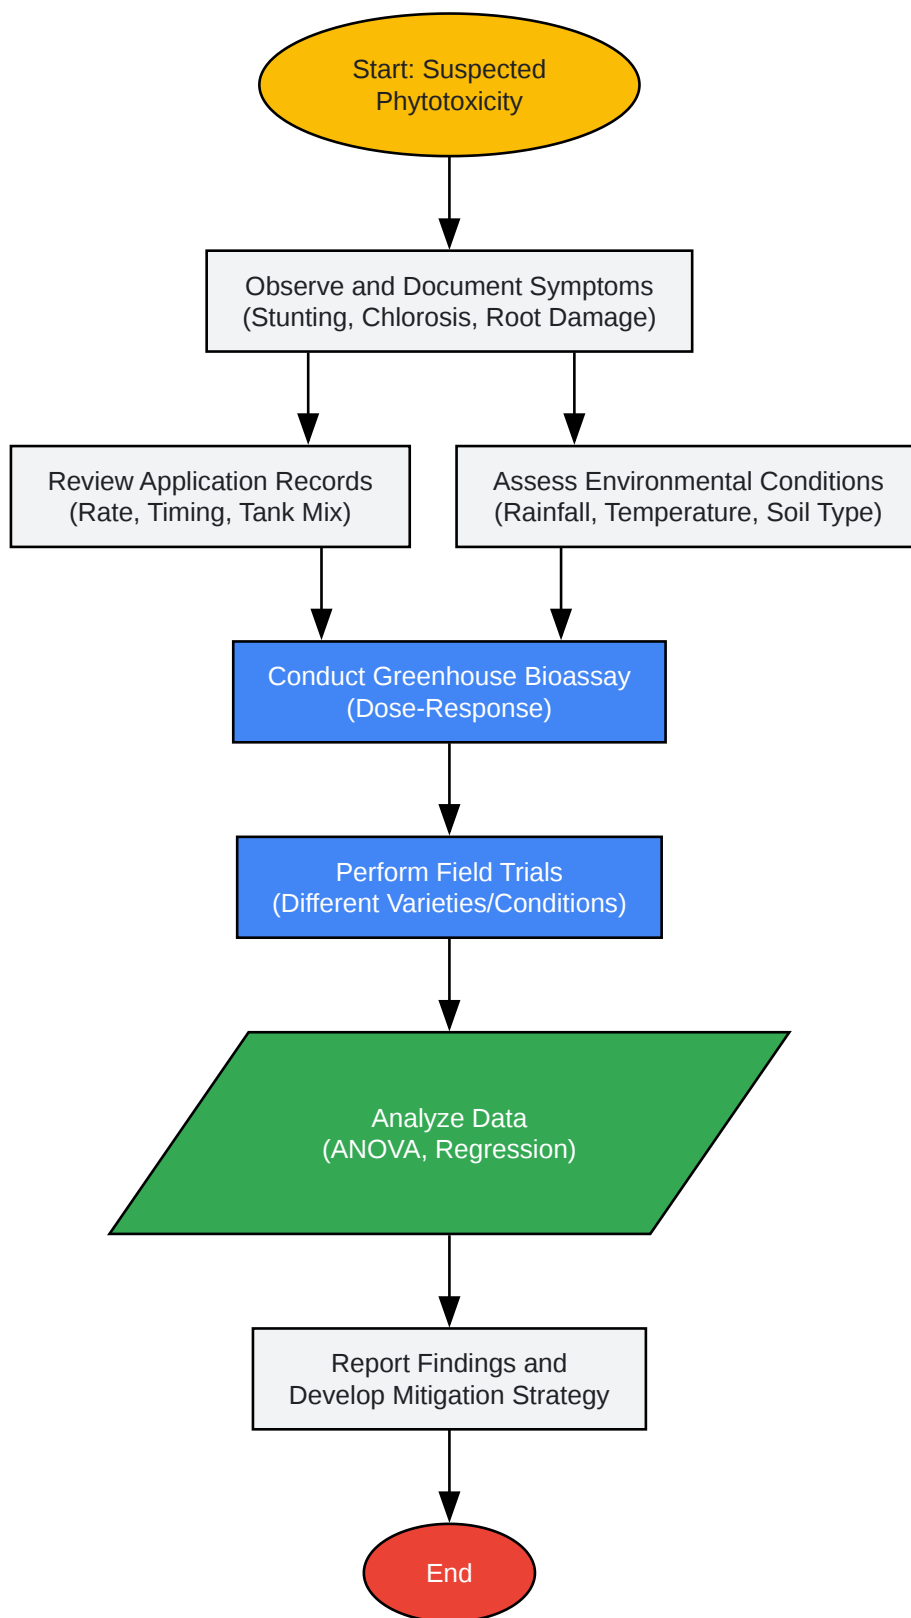 Start: Suspected
Phytotoxicity
Observe and Document Symptoms
(Stunting, Chlorosis, Root Damage)
Review Application Records
(Rate, Timing, Tank Mix)
Assess Environmental Conditions
(Rainfall, Temperature, Soil Type)
Conduct Greenhouse Bioassay
(Dose-Response)
Perform Field Trials
(Different Varieties/Conditions)
Analyze Data
(ANOVA, Regression)
Report Findings and
Develop Mitigation Strategy
End